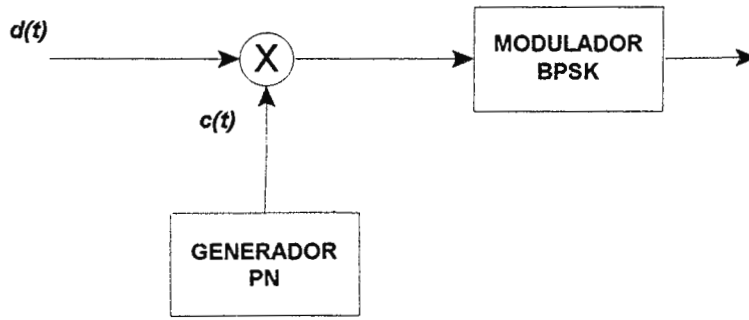 d(t)
X
MODULADOR
BPSK
c(t)
GENERADOR
PN